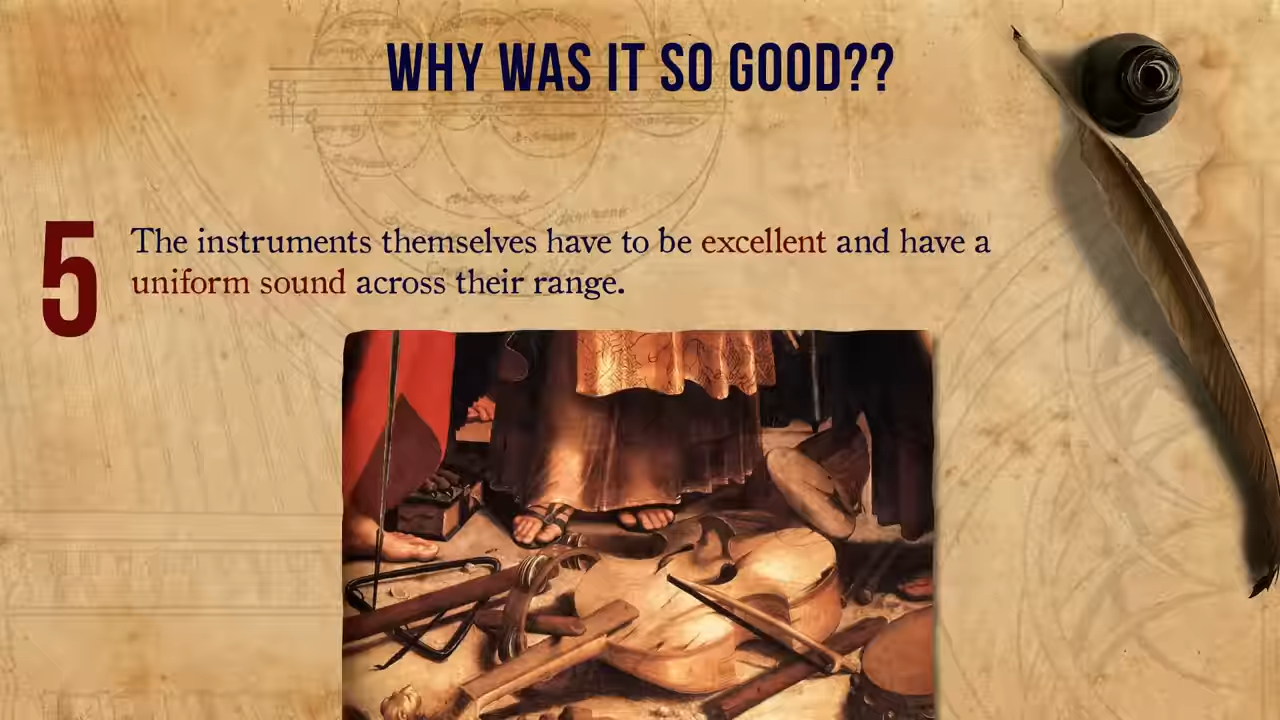 WHY WAS IT SO GOOD??
5
The instruments themselves have to be excellent and have a
uniform sound across their range.